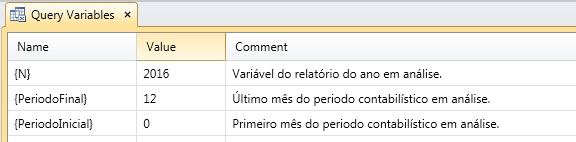 Query Variables ×
Name Value Comment
{N} 2016 Variável do relatório do ano em análise.
{PeriodoFinal} 12 Último mês do periodo contabilístico em análise.
{PeriodoInicial} 0 Primeiro mês do periodo contabilístico em análise.